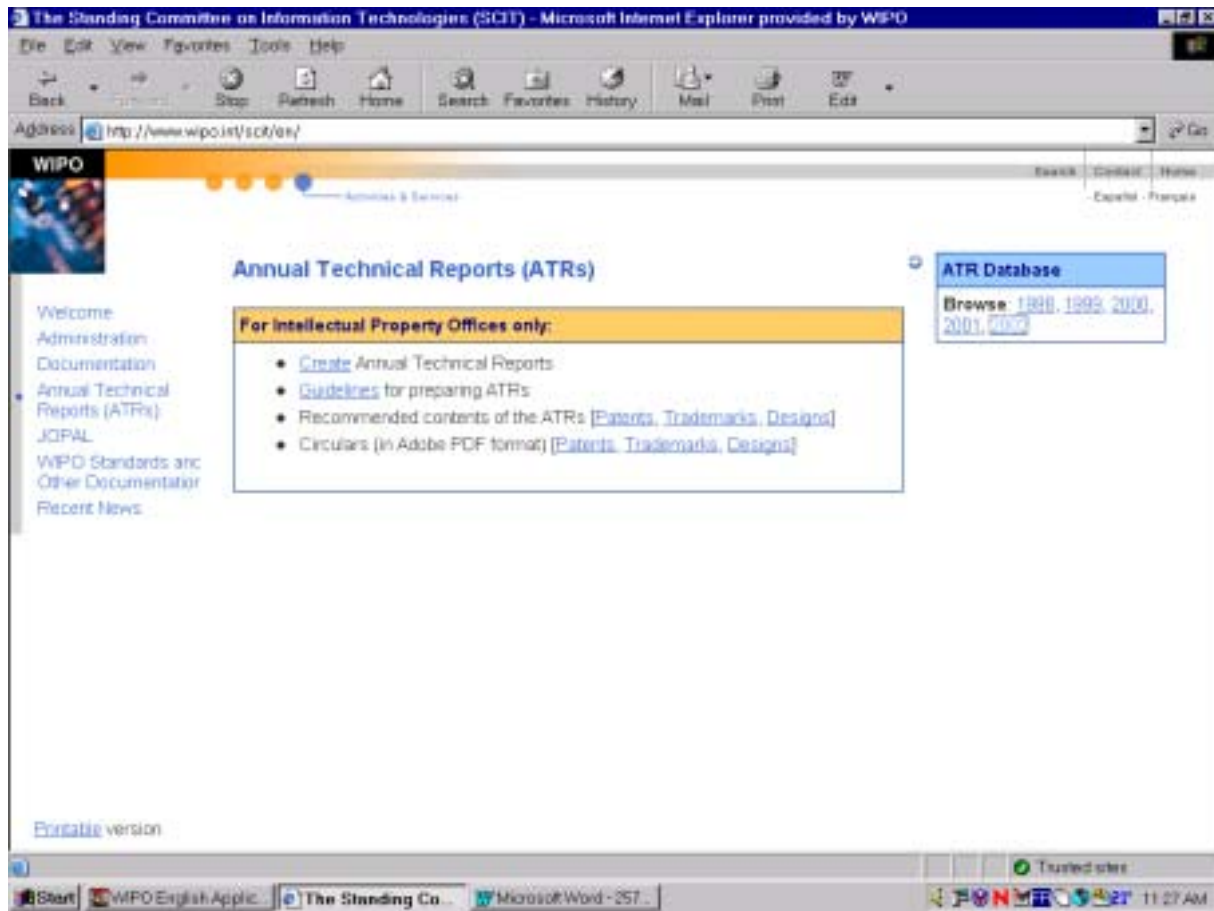 The Standing Committee on Information Technologies (SCIT) - Microsoft Internet Explorer provided by WIPO
File Edit View Favorites Tools Help
Back Forward Stop Refresh Home Search Favorites History Mail Print Edit
Address http://www.wipo.int/scit/en/ Go
WIPO
Search Contact Home
Activities & Services
Español - Français
Annual Technical Reports (ATRs)
ATR Database
Browse: 1998, 1999, 2000,
2001, 2002
For Intellectual Property Offices only:
• Create Annual Technical Reports
• Guidelines for preparing ATRs
• Recommended contents of the ATRs [Patents, Trademarks, Designs]
• Circulars (in Adobe PDF format) [Patents, Trademarks, Designs]
Welcome
Administration
Documentation
Annual Technical
Reports (ATRs)
JOPAL
WIPO Standards and
Other Documentation
Recent News
Printable version
Trusted sites
Start WIPO English Applic... The Standing Co... Microsoft Word - 257... 11:27 AM